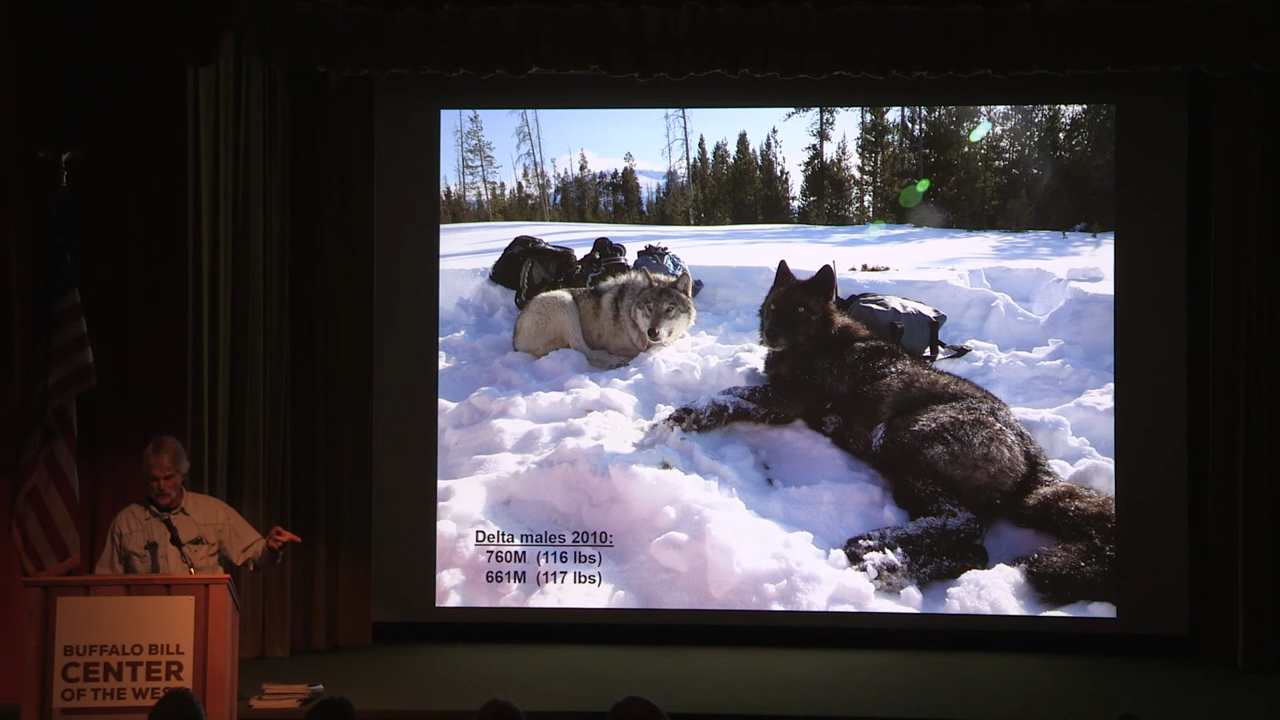 Delta males 2010:
760M (116 lbs)
661M (117 lbs)
BUFFALO BILL
CENTER
OF THE WEST